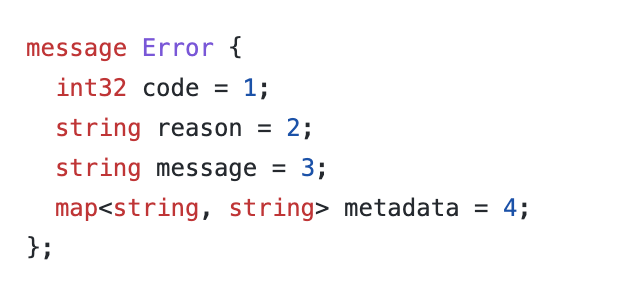 message Error {
  int32 code = 1;
  string reason = 2;
  string message = 3;
  map<string, string> metadata = 4;
};